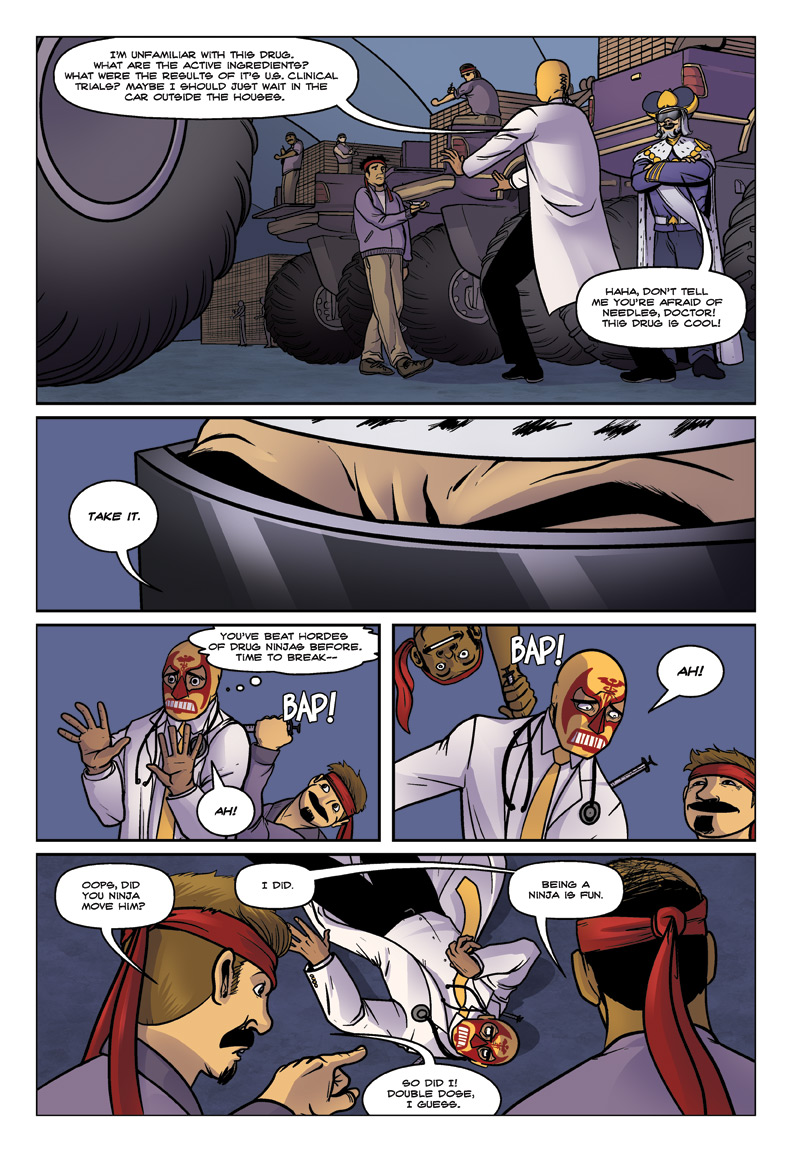 I'M UNFAMILIAR WITH THIS DRUG.
WHAT ARE THE ACTIVE INGREDIENTS?
WHAT WERE THE RESULTS OF IT'S U.S. CLINICAL
TRIALS? MAYBE I SHOULD JUST WAIT IN THE
CAR OUTSIDE THE HOUSES.
HAHA, DON'T TELL
ME YOU'RE AFRAID OF
NEEDLES, DOCTOR!
THIS DRUG IS COOL!
TAKE IT.
YOU'VE BEAT HORDES
OF DRUG NINJAS BEFORE.
TIME TO BREAK--
BAP!
AH!
BAP!
AH!
OOPS, DID
YOU NINJA
MOVE HIM?
I DID.
BEING A
NINJA IS FUN.
SO DID I!
DOUBLE DOSE,
I GUESS.